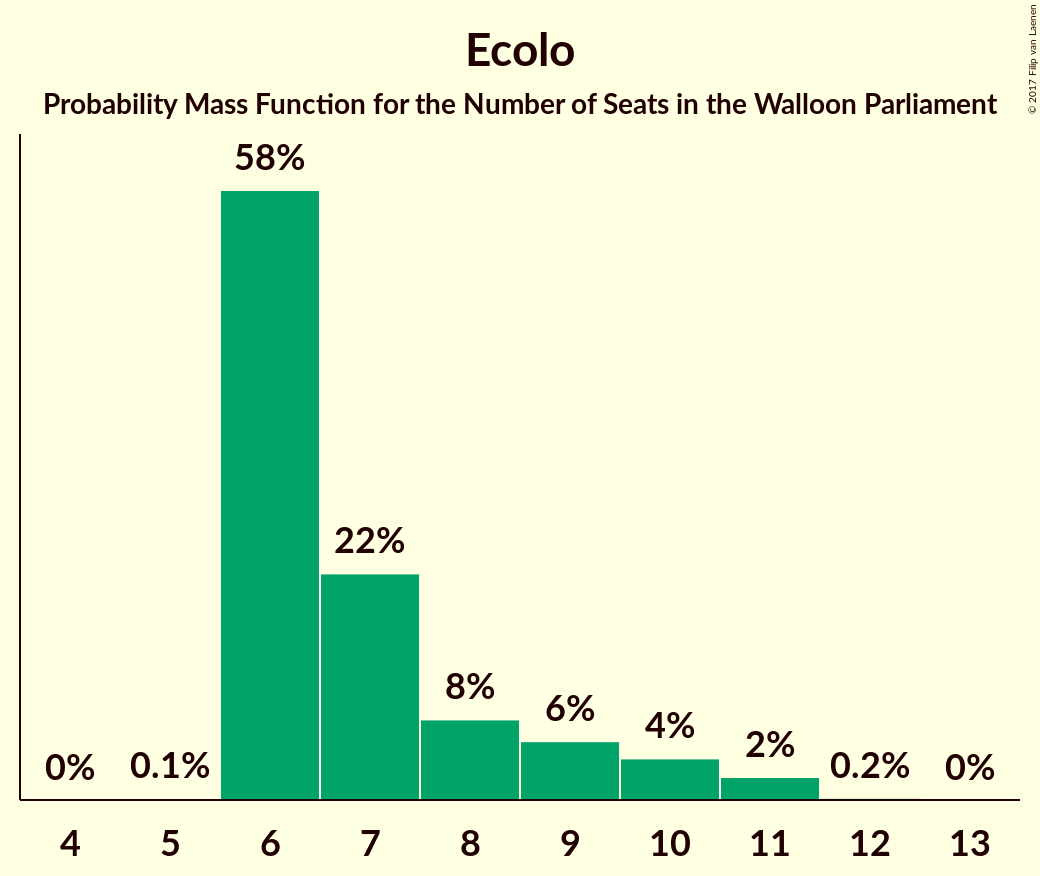 Ecolo
Probability Mass Function for the Number of Seats in the Walloon Parliament
© 2017 Filip van Laenen
58%
22%
8%
6%
4%
2%
0%
0.1%
0.2%
0%
4 5 6 7 8 9 10 11 12 13